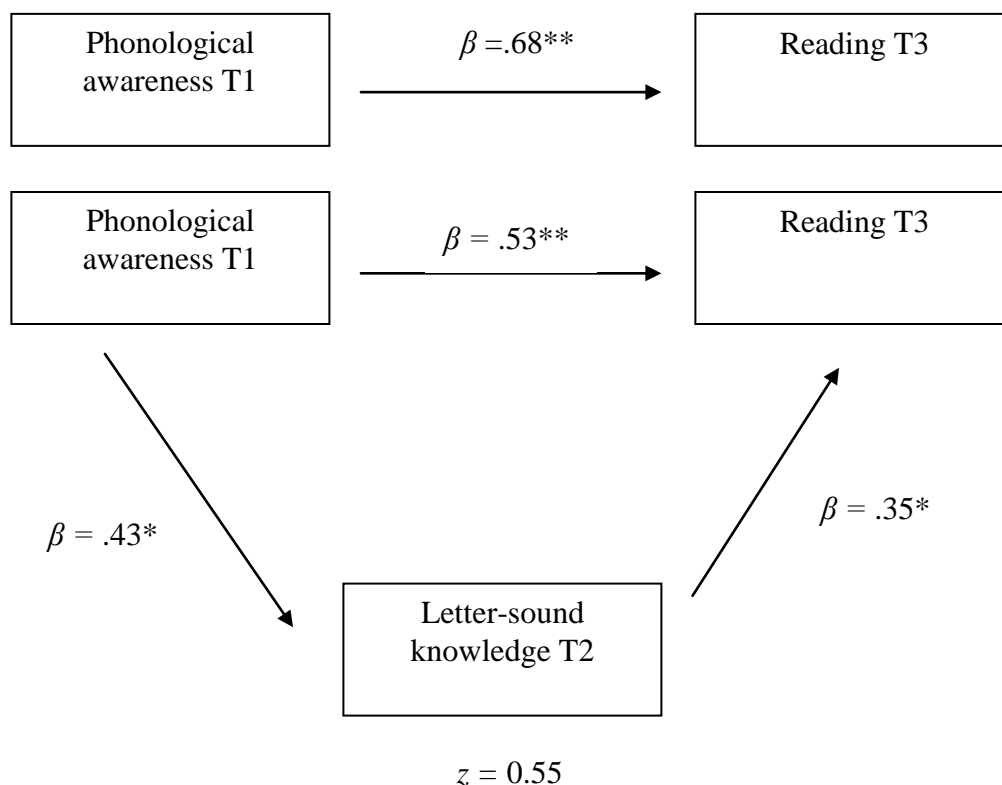 Phonological
awareness T1
β =.68**
Reading T3
Phonological
awareness T1
β = .53**
Reading T3
β = .43*
β = .35*
Letter-sound
knowledge T2
z = 0.55